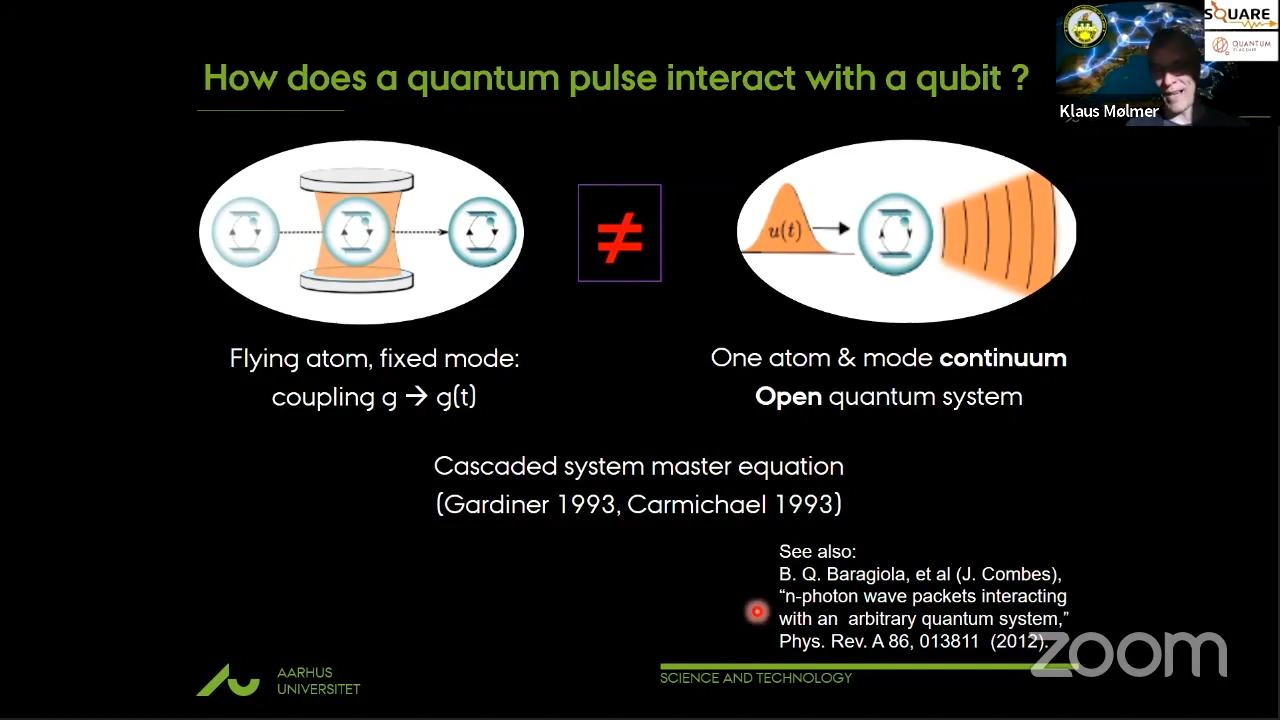 How does a quantum pulse interact with a qubit ?
SQUARE
QUANTUM
FLAGSHIP
Klaus Mølmer
≠
u(t)
Flying atom, fixed mode:
coupling g → g(t)
One atom & mode continuum
Open quantum system
Cascaded system master equation
(Gardiner 1993, Carmichael 1993)
See also:
B. Q. Baragiola, et al (J. Combes),
“n-photon wave packets interacting
with an arbitrary quantum system,”
Phys. Rev. A 86, 013811 (2012).
zoom
AARHUS
UNIVERSITET
SCIENCE AND TECHNOLOGY